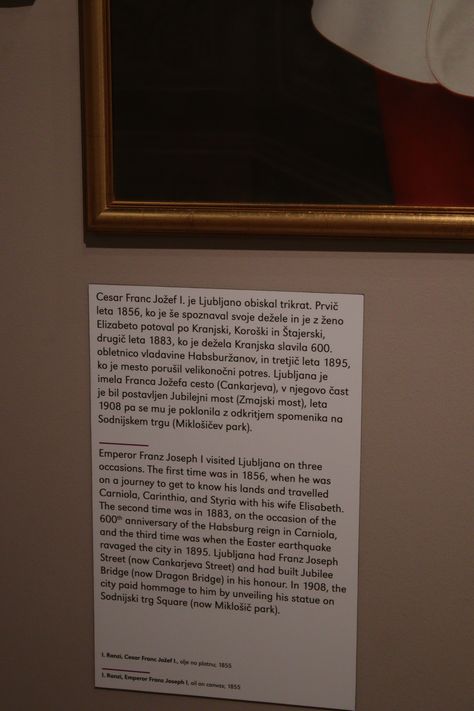 Cesar Franc Jožef I. je Ljubljano obiskal trikrat. Prvič
leta 1856, ko je še spoznaval svoje dežele in je z ženo
Elizabeto potoval po Kranjski, Koroški in Štajerski,
drugič leta 1883, ko je dežela Kranjska slavila 600.
obletnico vladavine Habsburžanov, in tretjič leta 1895,
ko je mesto porušil velikonočni potres. Ljubljana je
imela Franca Jožefa cesto (Cankarjeva), v njegovo čast
je bil postavljen Jubilejni most (Zmajski most), leta
1908 pa se mu je poklonila z odkritjem spomenika na
Sodnijskem trgu (Miklošičev park).
Emperor Franz Joseph I visited Ljubljana on three
occasions. The first time was in 1856, when he was
on a journey to get to know his lands and travelled
Carniola, Carinthia, and Styria with his wife Elisabeth.
The second time was in 1883, on the occasion of the
600th anniversary of the Habsburg reign in Carniola,
and the third time was when the Easter earthquake
ravaged the city in 1895. Ljubljana had Franz Joseph
Street (now Cankarjeva Street) and had built Jubilee
Bridge (now Dragon Bridge) in his honour. In 1908, the
city paid hommage to him by unveiling his statue on
Sodnijski trg Square (now Miklošič park).
I. Ranzi, Cesar Franc Jožef I., olje na platnu, 1855
I. Ranzi, Emperor Franz Joseph I, oil on canvas, 1855